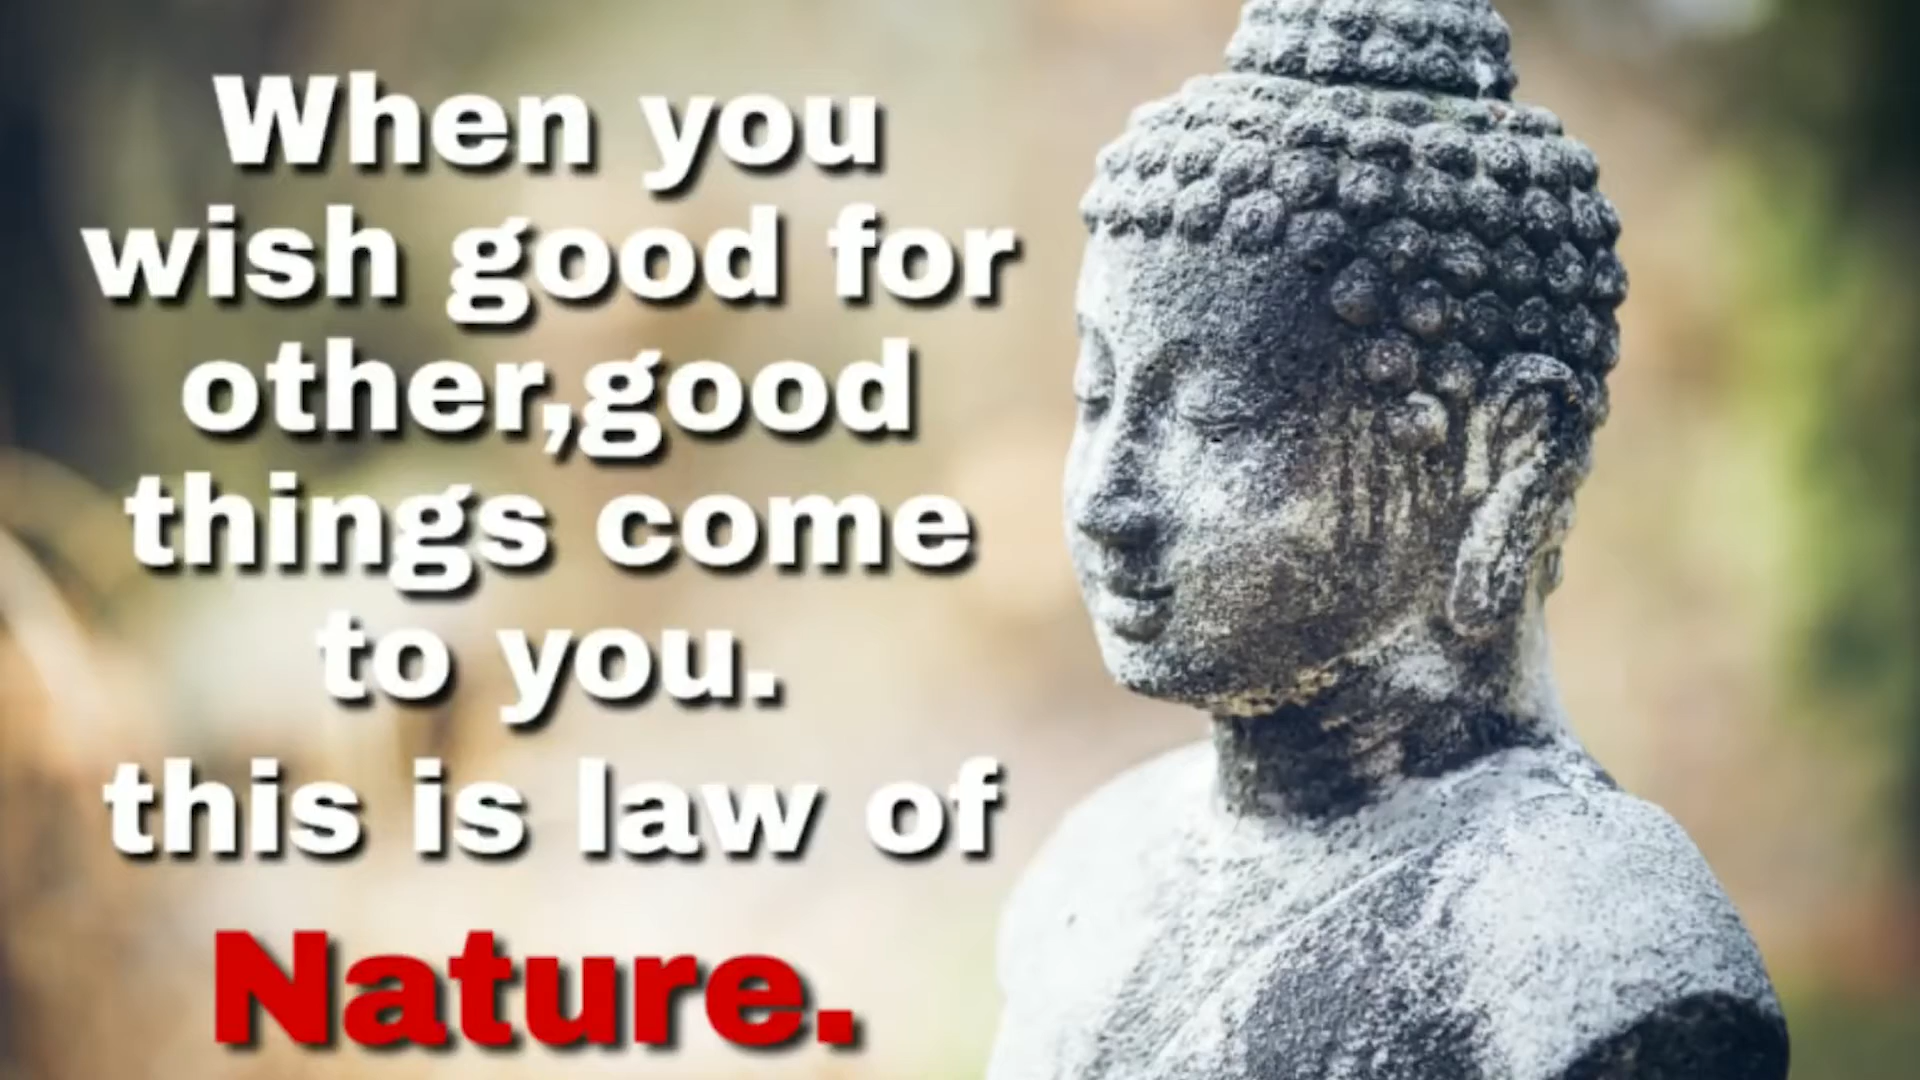 When you
wish good for
other,good
things come
to you.
this is law of
Nature.